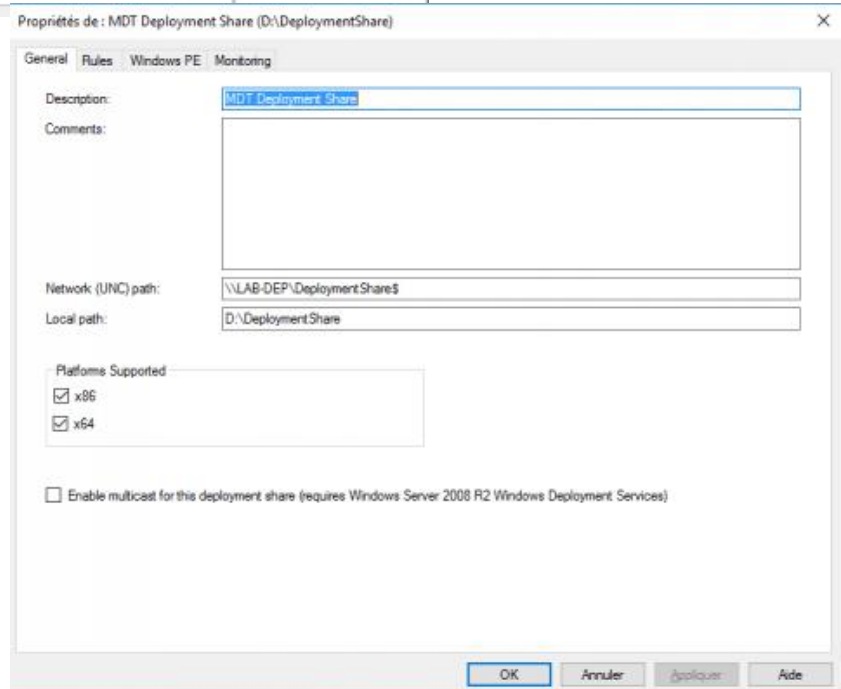 Propriétés de : MDT Deployment Share (D:\DeploymentShare)
General Rules Windows PE Monitoring
Description: MDT Deployment Share
Comments:
Network (UNC) path: \\LAB-DEP\DeploymentShare$
Local path: D:\DeploymentShare
Platforms Supported
x86
x64
Enable multicast for this deployment share (requires Windows Server 2008 R2 Windows Deployment Services)
OK Annuler Appliquer Aide